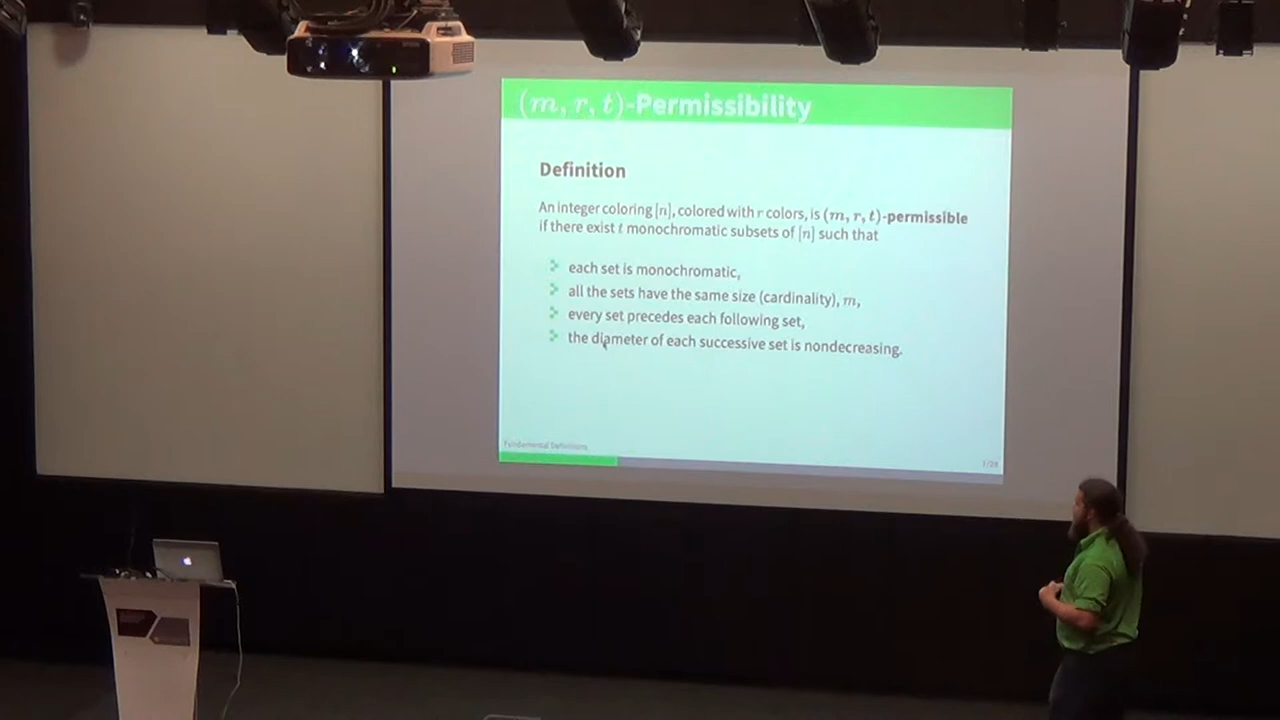 (m, r, t)-Permissibility
Definition
An integer coloring [n], colored with r colors, is (m, r, t)-permissible
if there exist t monochromatic subsets of [n] such that
each set is monochromatic,
all the sets have the same size (cardinality), m,
every set precedes each following set,
the diameter of each successive set is nondecreasing.
Fundamental Definitions